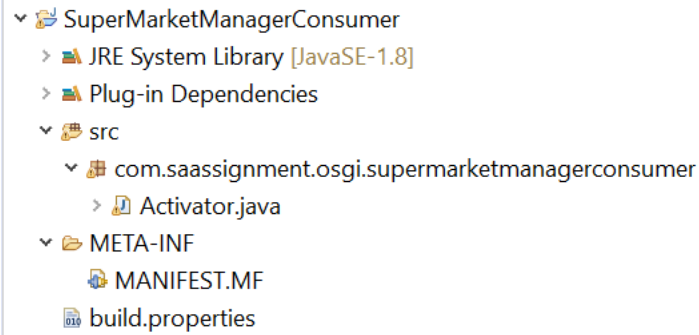 SuperMarketManagerConsumer
JRE System Library [JavaSE-1.8]
Plug-in Dependencies
src
com.saassignment.osgi.supermarketmanagerconsumer
Activator.java
META-INF
MANIFEST.MF
build.properties